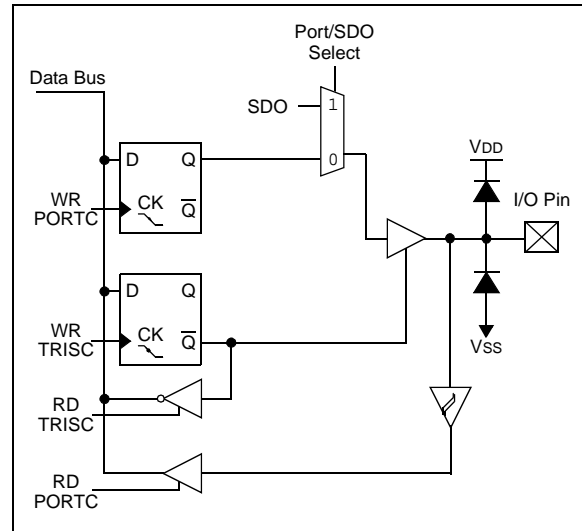 Port/SDO
Select
Data Bus
SDO
1
0
VDD
I/O Pin
D
Q
WR
PORTC
CK
Q̅
D
Q
WR
TRISC
CK
Q̅
VSS
RD
TRISC
RD
PORTC